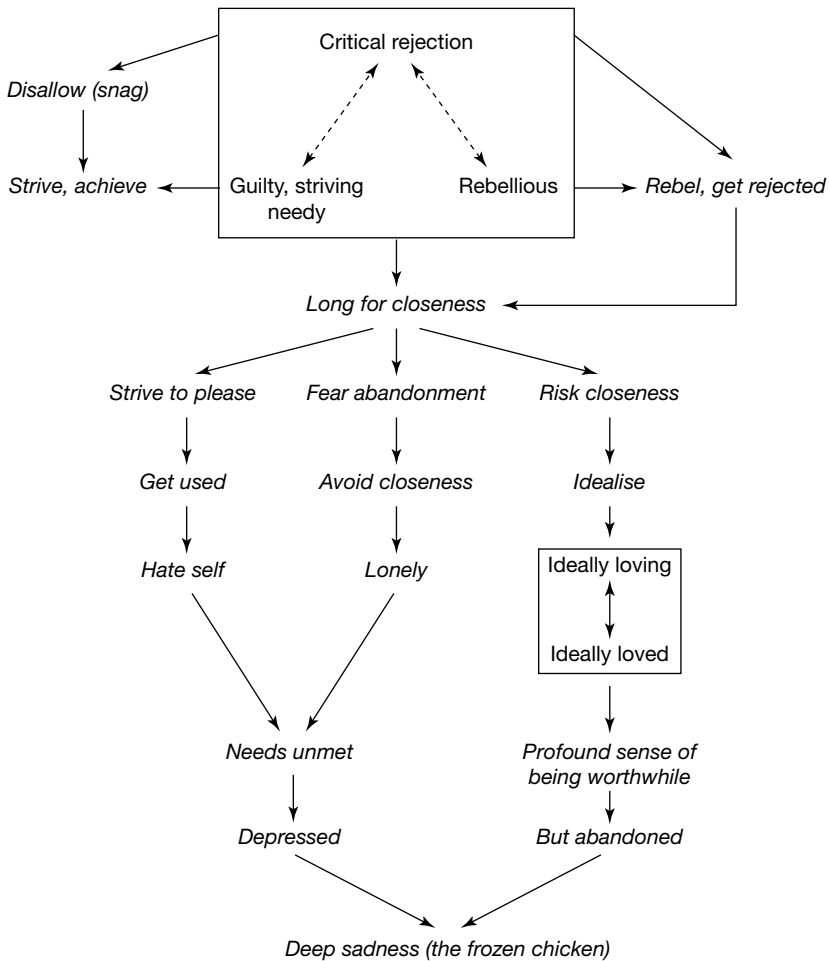 Critical rejection
Disallow (snag)
Strive, achieve
Guilty, striving
needy
Rebellious
Rebel, get rejected
Long for closeness
Strive to please
Fear abandonment
Risk closeness
Get used
Avoid closeness
Idealise
Hate self
Lonely
Ideally loving
Ideally loved
Needs unmet
Profound sense of
being worthwhile
Depressed
But abandoned
Deep sadness (the frozen chicken)